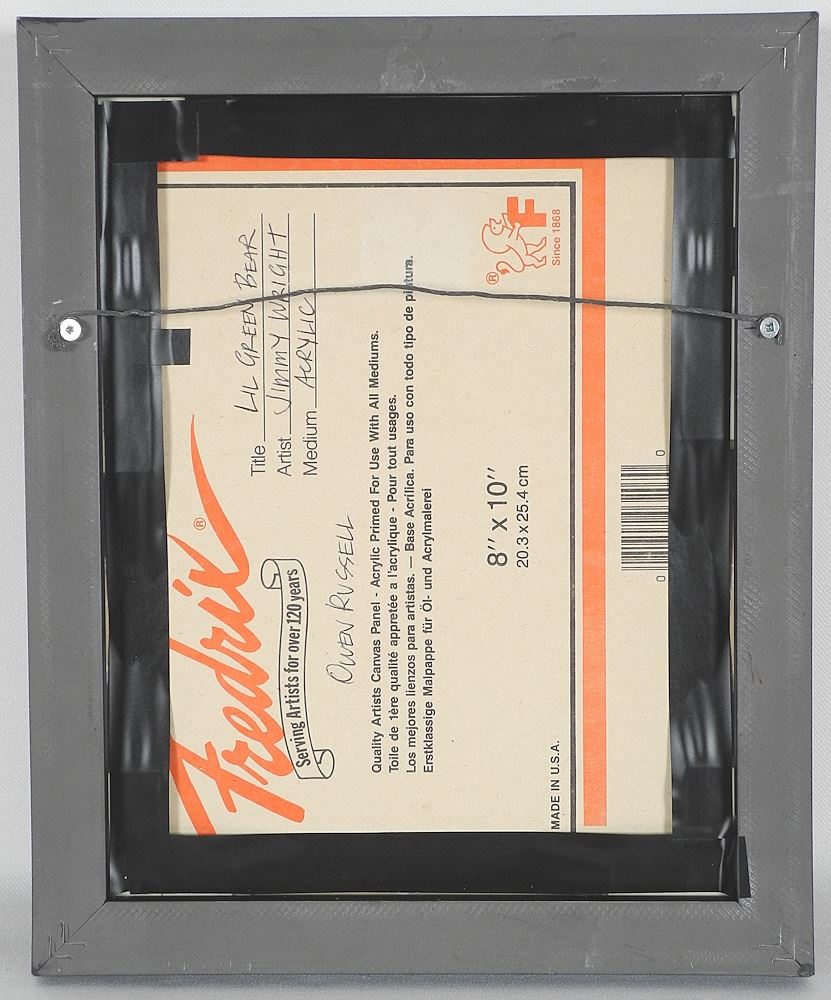 Fredrix®
Serving Artists for over 120 years
Title LIL GREEN BEAR
Artist JIMMY WRIGHT
Medium ACRYLIC
OWEN RUSSELL
Quality Artists Canvas Panel - Acrylic Primed For Use With All Mediums.
Toile de 1ère qualité appretée a l'acrylique - Pour tout usages.
Los mejores lienzos para artistas. — Base Acrílica. Para uso con todo tipo de pintura.
Erstklassige Malpappe für Öl- und Acrylmalerei
8" x 10"
20.3 x 25.4 cm
F
®
Since 1868
MADE IN U.S.A.
0 0